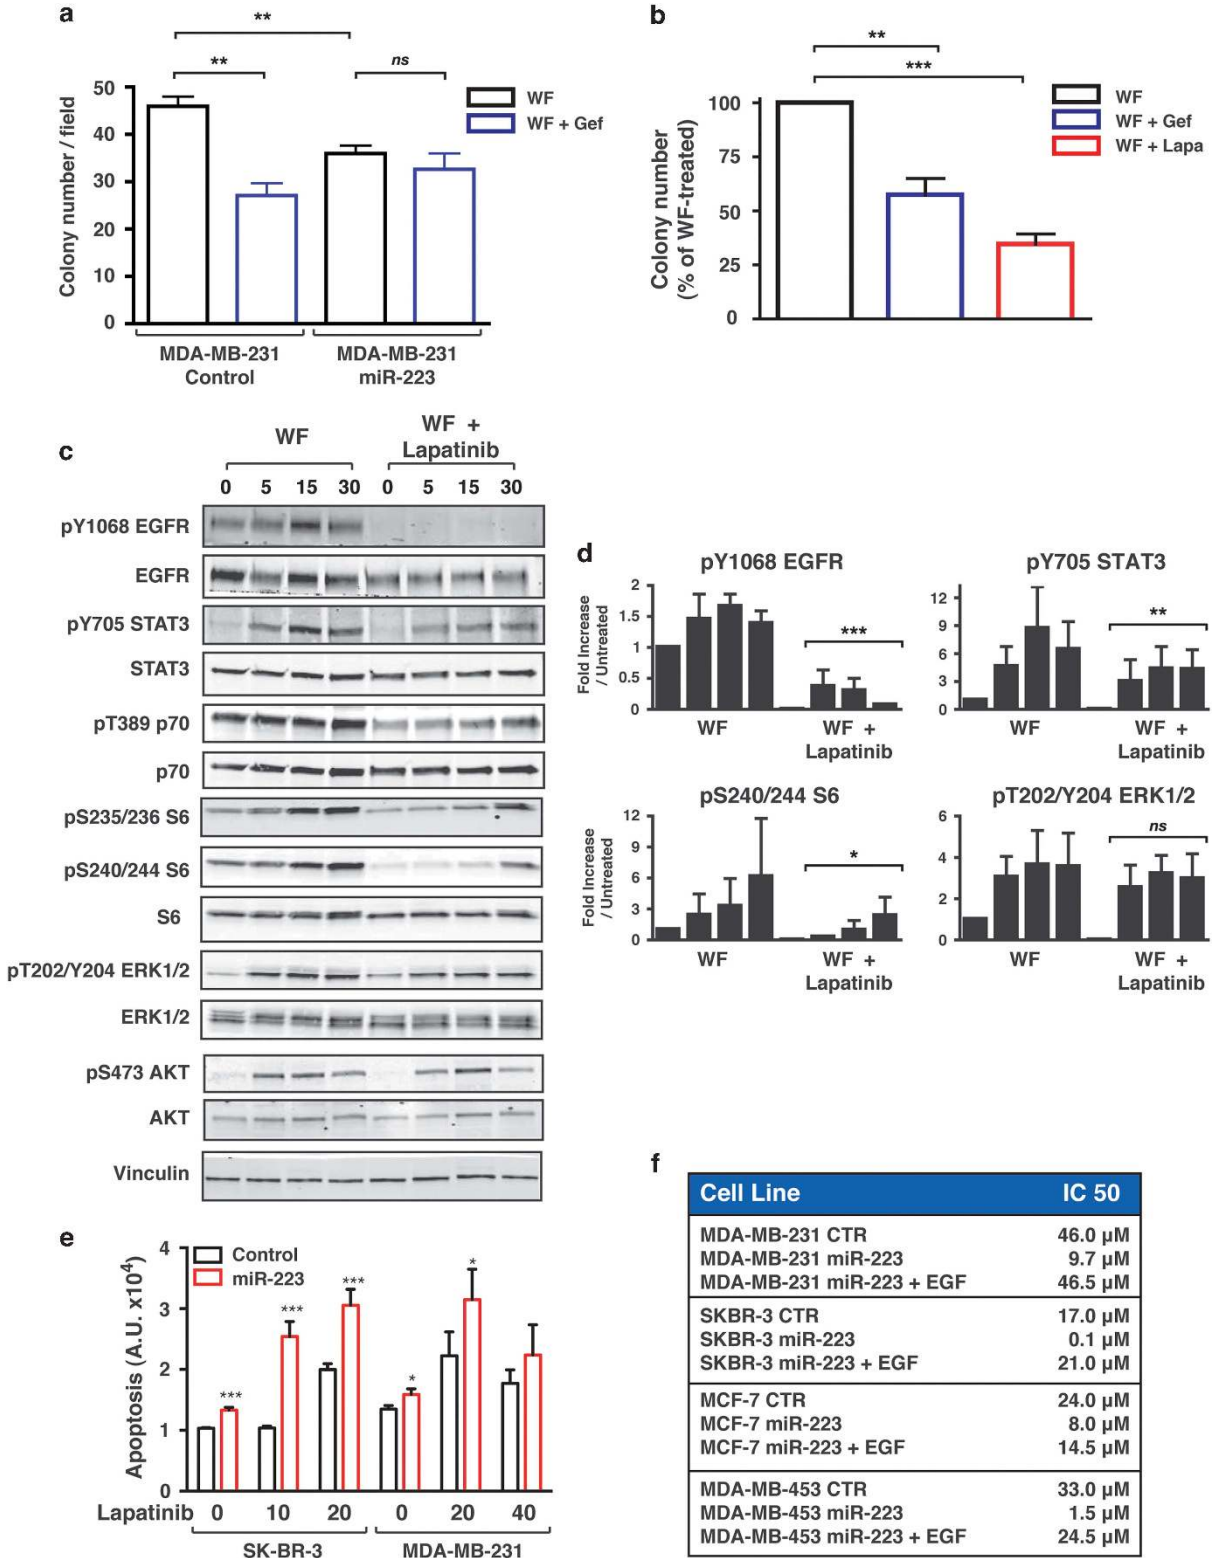 a
**
**
ns
Colony number / field
50
40
30
20
10
0
WF
WF + Gef
MDA-MB-231
Control
MDA-MB-231
miR-223
b
**
***
Colony number
(% of WF-treated)
100
75
50
25
0
WF
WF + Gef
WF + Lapa
c
WF
WF +
Lapatinib
0 5 15 30 0 5 15 30
pY1068 EGFR
EGFR
pY705 STAT3
STAT3
pT389 p70
p70
pS235/236 S6
pS240/244 S6
S6
pT202/Y204 ERK1/2
ERK1/2
pS473 AKT
AKT
Vinculin
d
pY1068 EGFR
Fold Increase
/ Untreated
2
1.5
1
0.5
0
***
WF
WF +
Lapatinib
pY705 STAT3
12
9
6
3
0
**
WF
WF +
Lapatinib
pS240/244 S6
Fold Increase
/ Untreated
12
9
6
3
0
*
WF
WF +
Lapatinib
pT202/Y204 ERK1/2
6
4
2
0
ns
WF
WF +
Lapatinib
e
Apoptosis (A.U. x10⁴)
4
3
2
1
0
Control
miR-223
***
***
***
*
*
Lapatinib 0 10 20 0 20 40
SK-BR-3
MDA-MB-231
f
Cell Line IC 50
MDA-MB-231 CTR 46.0 µM
MDA-MB-231 miR-223 9.7 µM
MDA-MB-231 miR-223 + EGF 46.5 µM
SKBR-3 CTR 17.0 µM
SKBR-3 miR-223 0.1 µM
SKBR-3 miR-223 + EGF 21.0 µM
MCF-7 CTR 24.0 µM
MCF-7 miR-223 8.0 µM
MCF-7 miR-223 + EGF 14.5 µM
MDA-MB-453 CTR 33.0 µM
MDA-MB-453 miR-223 1.5 µM
MDA-MB-453 miR-223 + EGF 24.5 µM